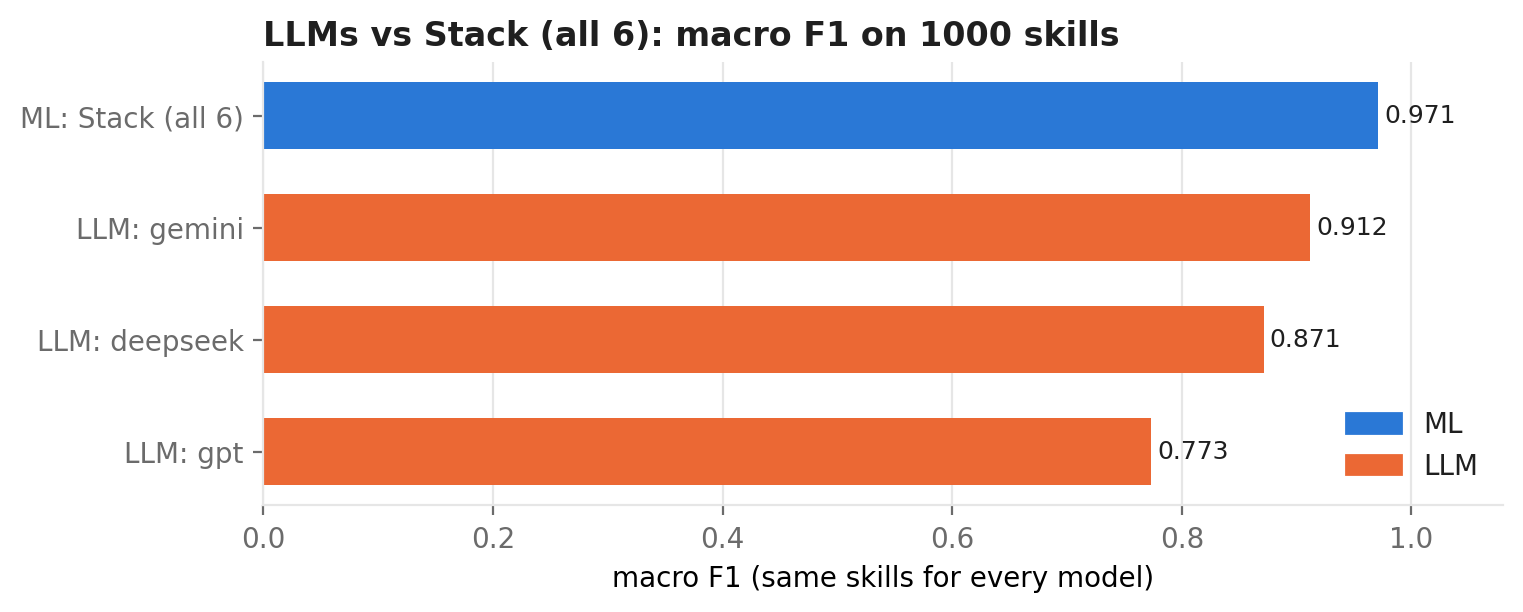 LLMs vs Stack (all 6): macro F1 on 1000 skills
ML: Stack (all 6)
0.971
LLM: gemini
0.912
LLM: deepseek
0.871
LLM: gpt
0.773
ML
LLM
0.0 0.2 0.4 0.6 0.8 1.0
macro F1 (same skills for every model)